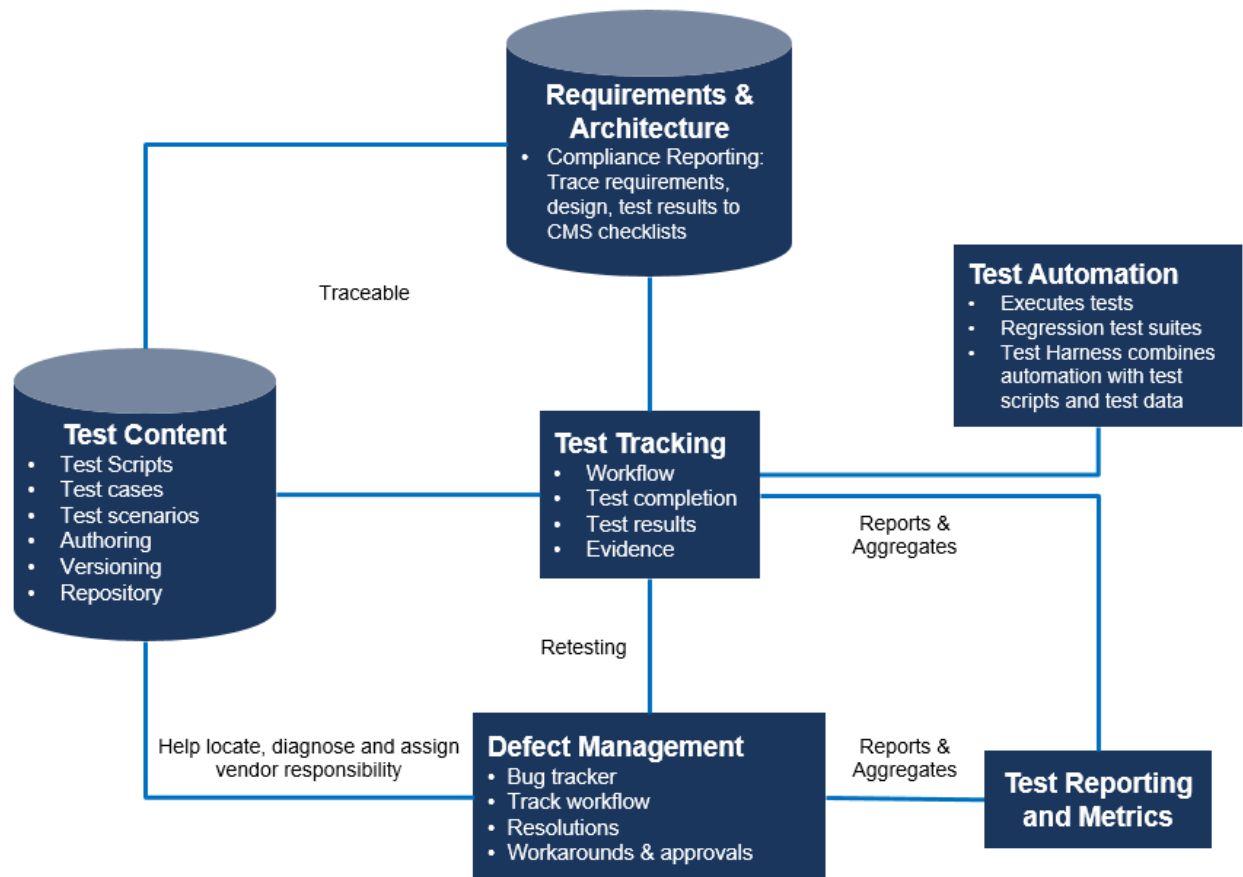 Requirements &
Architecture
• Compliance Reporting:
Trace requirements,
design, test results to
CMS checklists
Test Automation
• Executes tests
• Regression test suites
• Test Harness combines
automation with test
scripts and test data
Traceable
Test Content
• Test Scripts
• Test cases
• Test scenarios
• Authoring
• Versioning
• Repository
Test Tracking
• Workflow
• Test completion
• Test results
• Evidence
Reports &
Aggregates
Retesting
Help locate, diagnose and assign
vendor responsibility
Defect Management
• Bug tracker
• Track workflow
• Resolutions
• Workarounds & approvals
Reports &
Aggregates
Test Reporting
and Metrics